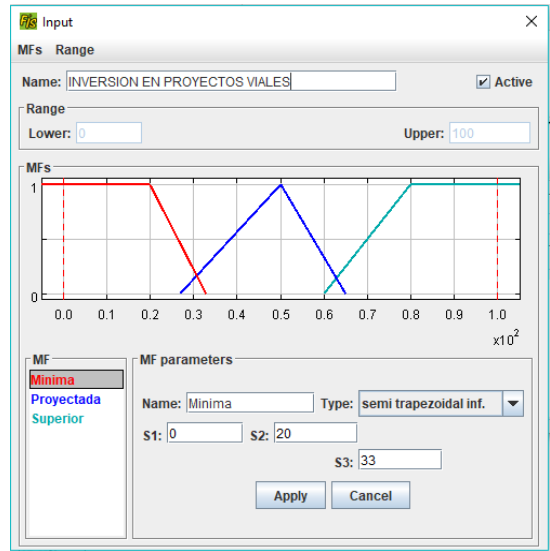 Fis Input
MFs Range
Name: INVERSION EN PROYECTOS VIALES Active
Range
Lower: 0 Upper: 100
MFs
1
0
0.0 0.1 0.2 0.3 0.4 0.5 0.6 0.7 0.8 0.9 1.0
x10²
MF
Minima
Proyectada
Superior
MF parameters
Name: Minima Type: semi trapezoidal inf.
S1: 0 S2: 20
S3: 33
Apply Cancel